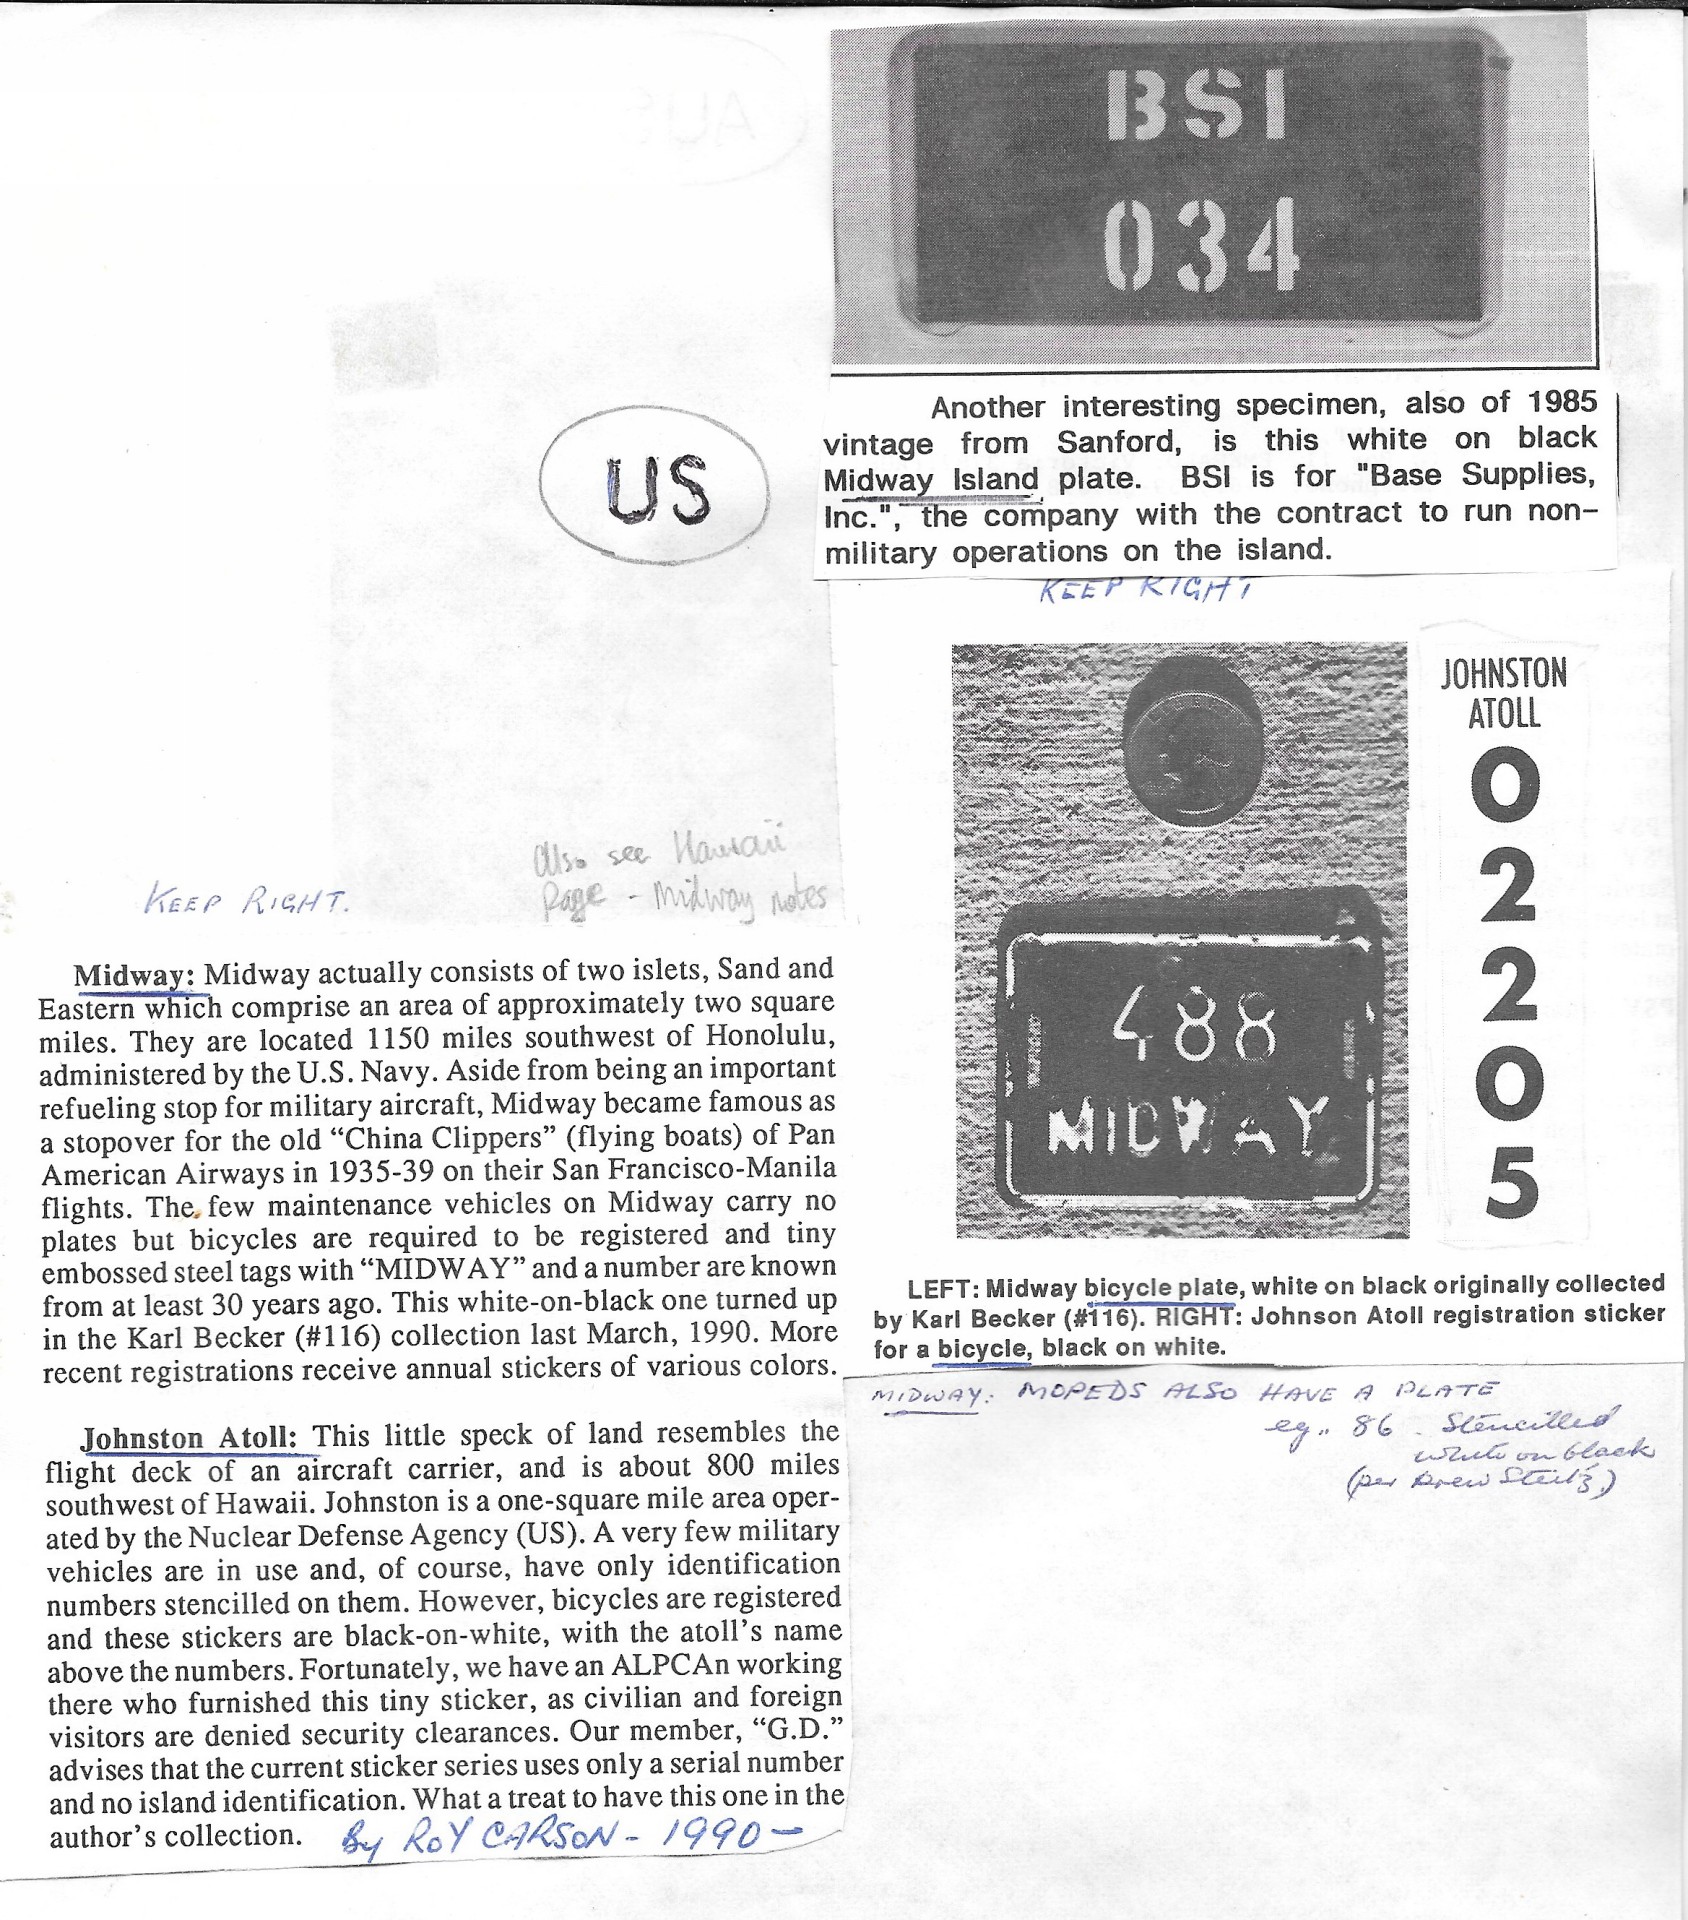 BSI
034
Another interesting specimen, also of 1985
vintage from Sanford, is this white on black
Midway Island plate. BSI is for "Base Supplies,
Inc.", the company with the contract to run non-
military operations on the island.
KEEP RIGHT
US
Also see Hawaii
Page - Midway notes
KEEP RIGHT.
Midway: Midway actually consists of two islets, Sand and
Eastern which comprise an area of approximately two square
miles. They are located 1150 miles southwest of Honolulu,
administered by the U.S. Navy. Aside from being an important
refueling stop for military aircraft, Midway became famous as
a stopover for the old “China Clippers” (flying boats) of Pan
American Airways in 1935-39 on their San Francisco-Manila
flights. The few maintenance vehicles on Midway carry no
plates but bicycles are required to be registered and tiny
embossed steel tags with “MIDWAY” and a number are known
from at least 30 years ago. This white-on-black one turned up
in the Karl Becker (#116) collection last March, 1990. More
recent registrations receive annual stickers of various colors.
Johnston Atoll: This little speck of land resembles the
flight deck of an aircraft carrier, and is about 800 miles
southwest of Hawaii. Johnston is a one-square mile area oper-
ated by the Nuclear Defense Agency (US). A very few military
vehicles are in use and, of course, have only identification
numbers stencilled on them. However, bicycles are registered
and these stickers are black-on-white, with the atoll’s name
above the numbers. Fortunately, we have an ALPCAn working
there who furnished this tiny sticker, as civilian and foreign
visitors are denied security clearances. Our member, “G.D.”
advises that the current sticker series uses only a serial number
and no island identification. What a treat to have this one in the
author’s collection.
By ROY CARSON - 1990 -
488
MIDWAY
JOHNSTON
ATOLL
0
2
2
0
5
LEFT: Midway bicycle plate, white on black originally collected
by Karl Becker (#116). RIGHT: Johnson Atoll registration sticker
for a bicycle, black on white.
MIDWAY: MOPEDS ALSO HAVE A PLATE
eg. 86. Stencilled
white on black
(per Drew Steitz)